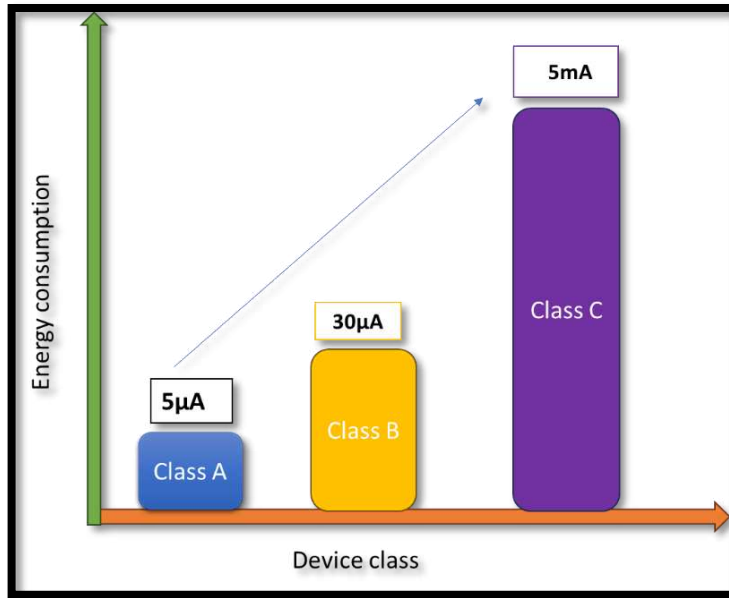 Energy consumption
5mA
Class C
30μA
Class B
5μA
Class A
Device class